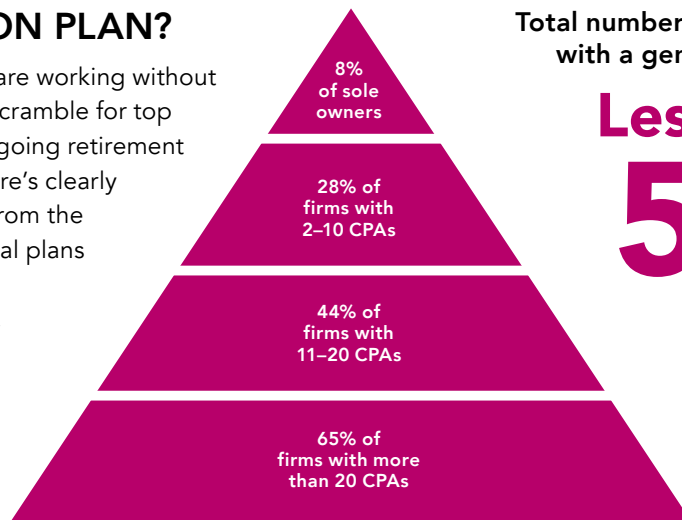 ON PLAN?
are working without
scramble for top
going retirement
re's clearly
from the
al plans
8%
of sole
owners
28% of
firms with
2–10 CPAs
44% of
firms with
11–20 CPAs
65% of
firms with more
than 20 CPAs
Total number
with a ger
Les
5